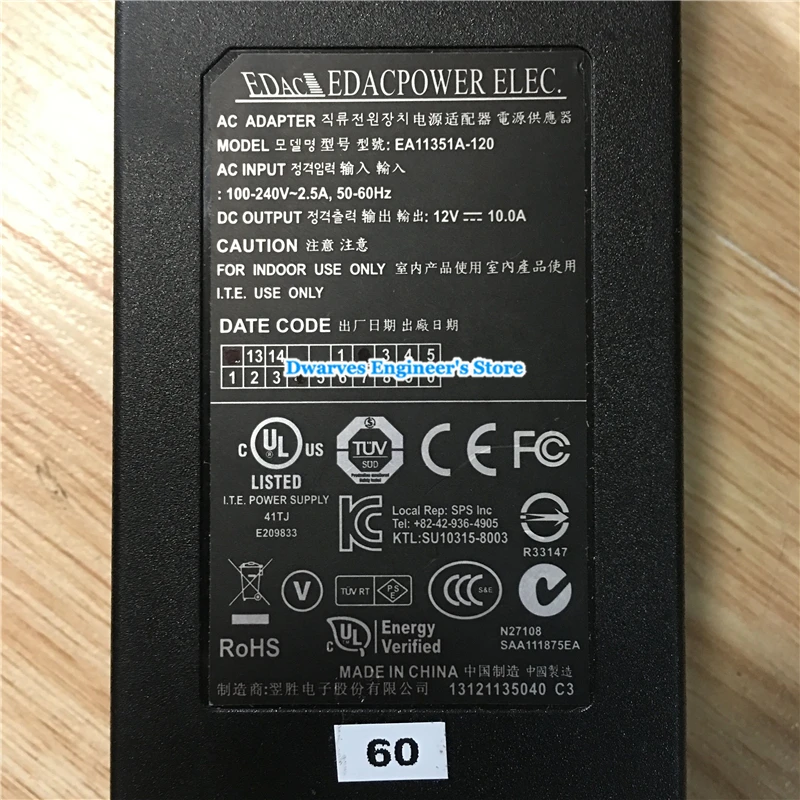 EDAC EDACPOWER ELEC.
AC ADAPTER 직류전원장치 电源适配器 電源供應器
MODEL 모델명 型号 型號: EA11351A-120
AC INPUT 정격입력 输入 輸入
: 100-240V~2.5A, 50-60Hz
DC OUTPUT 정격출력 输出 輸出: 12V⎓10.0A
CAUTION 注意 注意
FOR INDOOR USE ONLY 室内产品使用 室內產品使用
I.T.E. USE ONLY
DATE CODE 出厂日期 出廠日期
13 14 1 3 4 5
Dwarves Engineer's Store
1 2 3 5 6 7 8
C UL US
LISTED
I.T.E. POWER SUPPLY
41TJ
E209833
TÜV
SÜD
CE FC
Local Rep: SPS Inc
Tel: +82-42-936-4905
KTL:SU10315-8003
R33147
RoHS
V
TUV RT
PSE
CCC S&E
N27108
SAA111875EA
C UL
Energy
Verified
MADE IN CHINA 中国制造 中國製造
制造商:翌胜电子股份有限公司 13121135040 C3
60